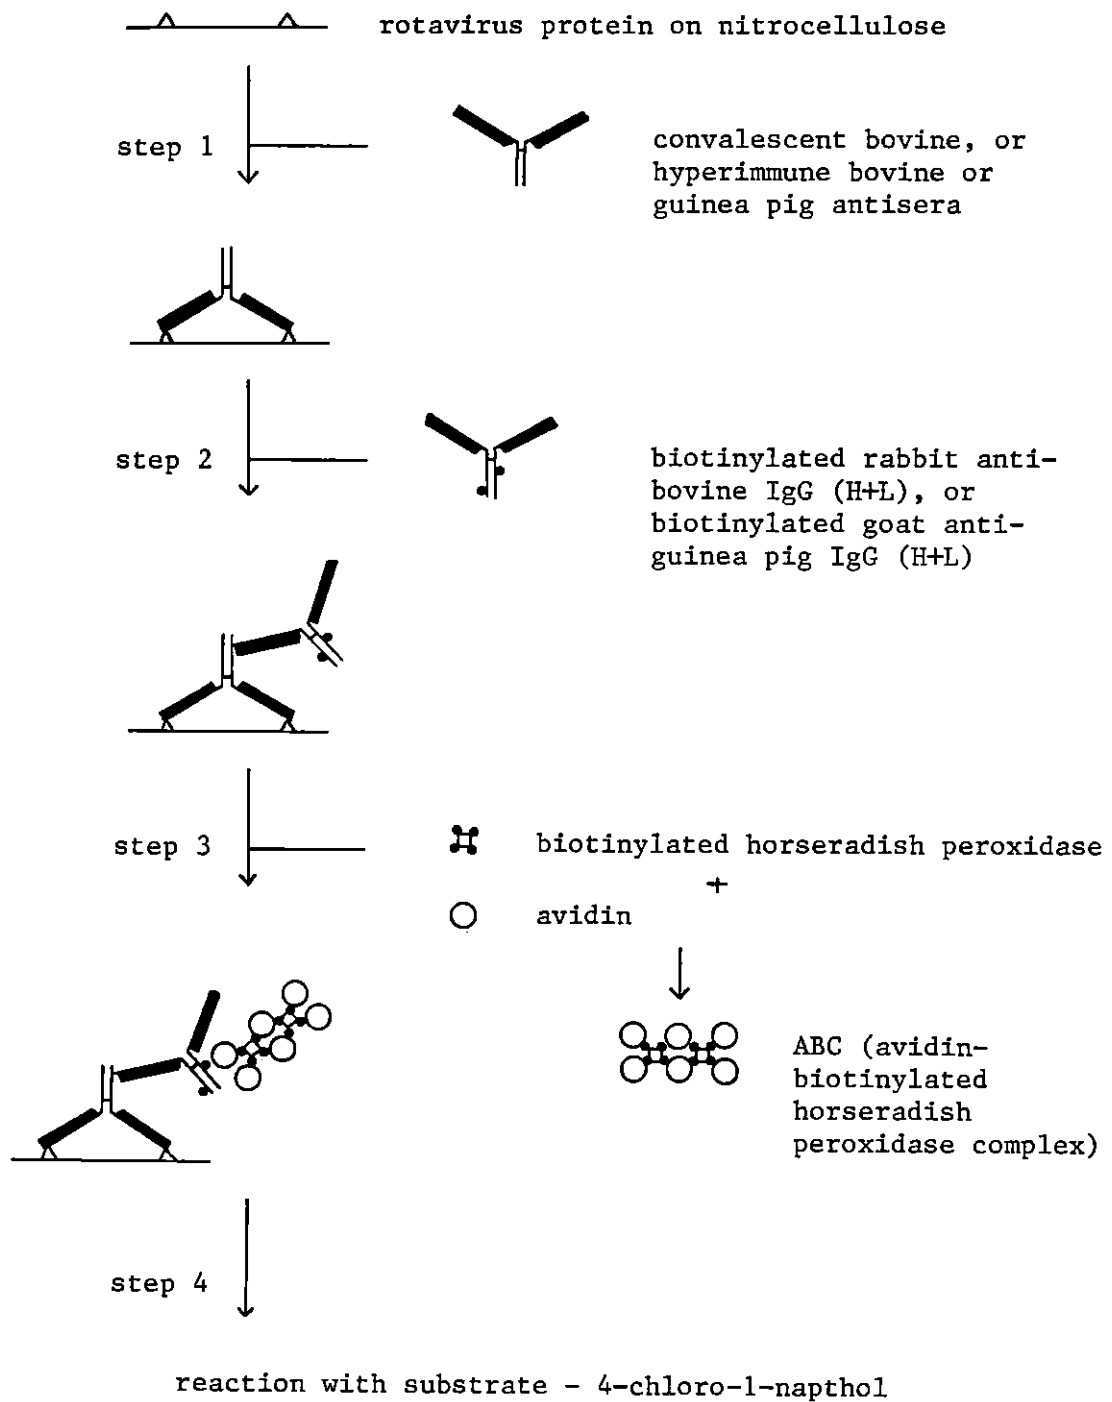 rotavirus protein on nitrocellulose
step 1
convalescent bovine, or
hyperimmune bovine or
guinea pig antisera
step 2
biotinylated rabbit anti-
bovine IgG (H+L), or
biotinylated goat anti-
guinea pig IgG (H+L)
step 3
biotinylated horseradish peroxidase
+
avidin
ABC (avidin-
biotinylated
horseradish
peroxidase complex)
step 4
reaction with substrate - 4-chloro-1-napthol